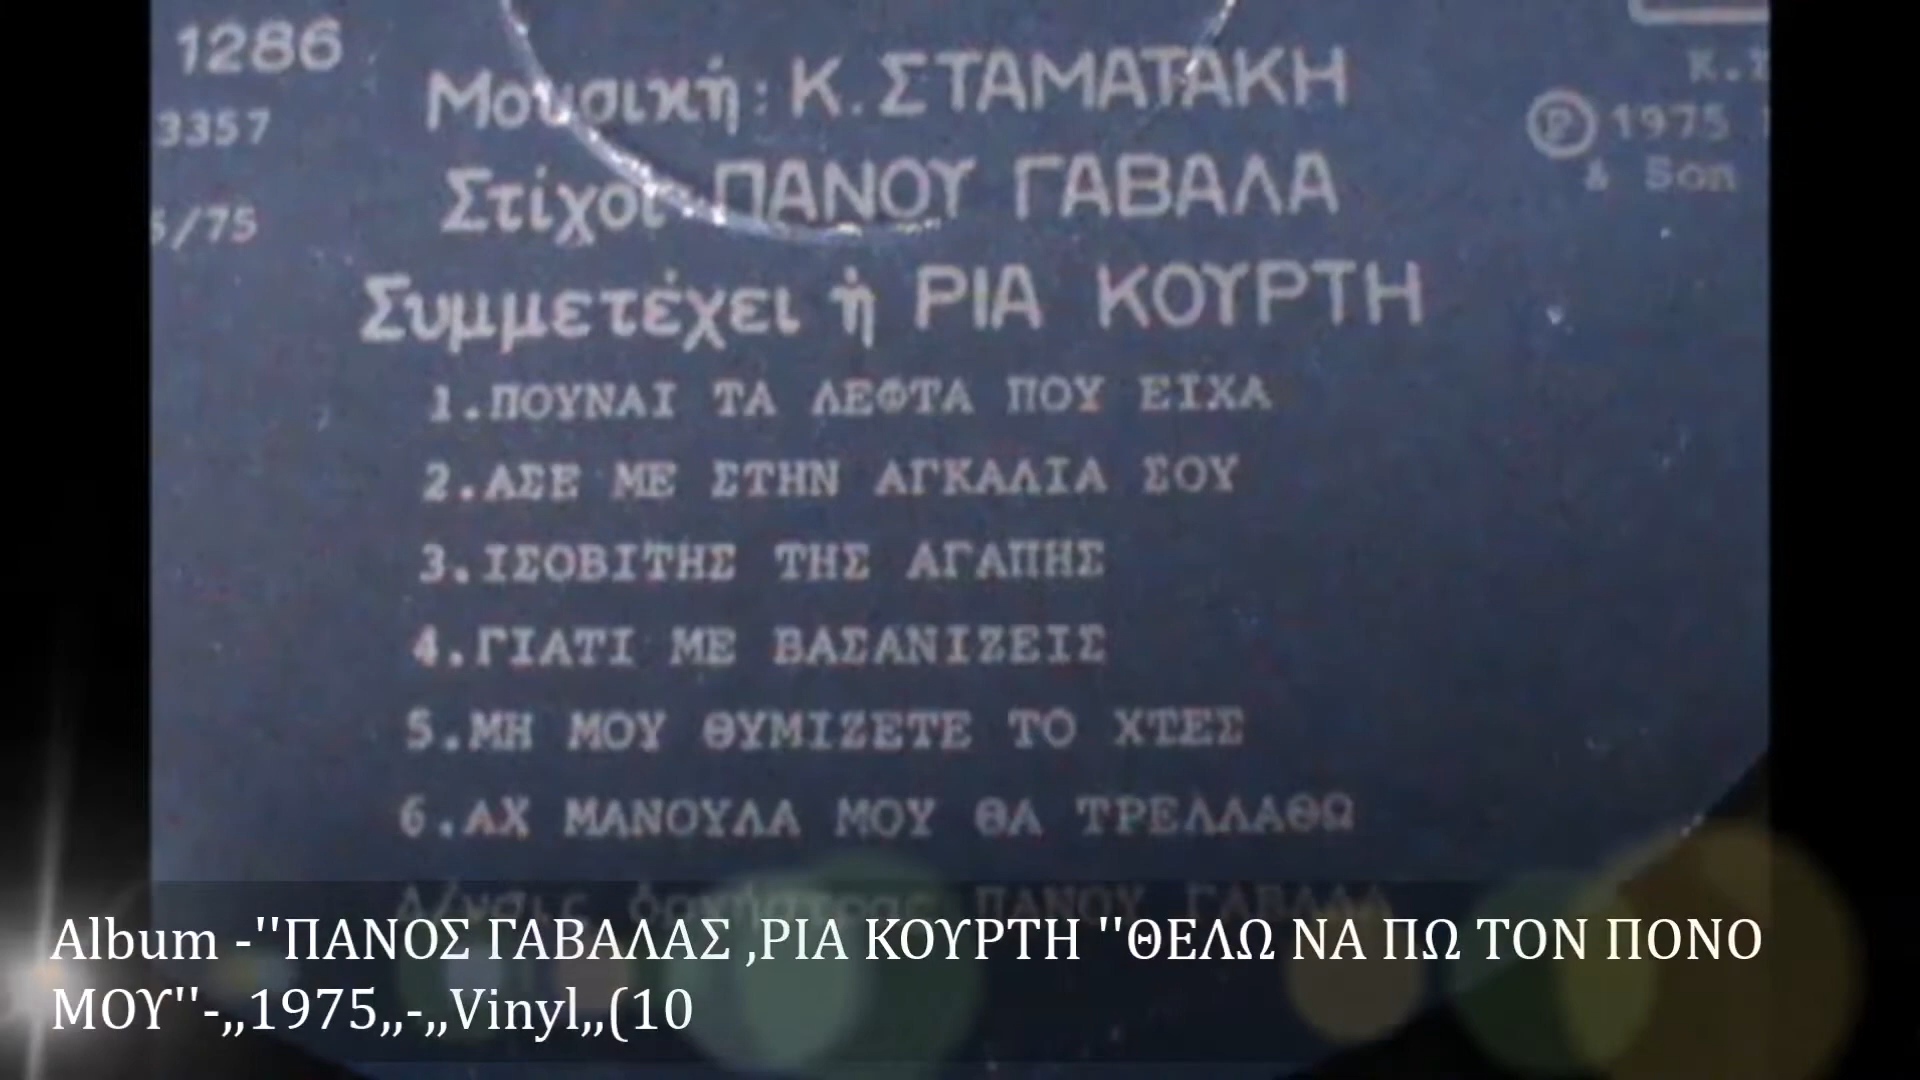 1286
3357
5/75
Μουσική: Κ. ΣΤΑΜΑΤΑΚΗ
Στίχοι ΠΑΝΟΥ ΓΑΒΑΛΑ
Συμμετέχει ἡ ΡΙΑ ΚΟΥΡΤΗ
Ⓟ 1975
& Son
1.ΠΟΥΝΑΙ ΤΑ ΛΕΦΤΑ ΠΟΥ ΕΙΧΑ
2.ΑΣΕ ΜΕ ΣΤΗΝ ΑΓΚΑΛΙΑ ΣΟΥ
3.ΙΣΟΒΙΤΗΣ ΤΗΣ ΑΓΑΠΗΣ
4.ΓΙΑΤΙ ΜΕ ΒΑΣΑΝΙΖΕΙΣ
5.ΜΗ ΜΟΥ ΘΥΜΙΖΕΤΕ ΤΟ ΧΤΕΣ
6.ΑΧ ΜΑΝΟΥΛΑ ΜΟΥ ΘΑ ΤΡΕΛΛΑΘΩ
ΠΑΝΟΥ ΓΑΒΑΛΑ
Album -''ΠΑΝΟΣ ΓΑΒΑΛΑΣ ,ΡΙΑ ΚΟΥΡΤΗ ''ΘΕΛΩ ΝΑ ΠΩ ΤΟΝ ΠΟΝΟ
ΜΟΥ''-,,1975,,-,,Vinyl,,(10